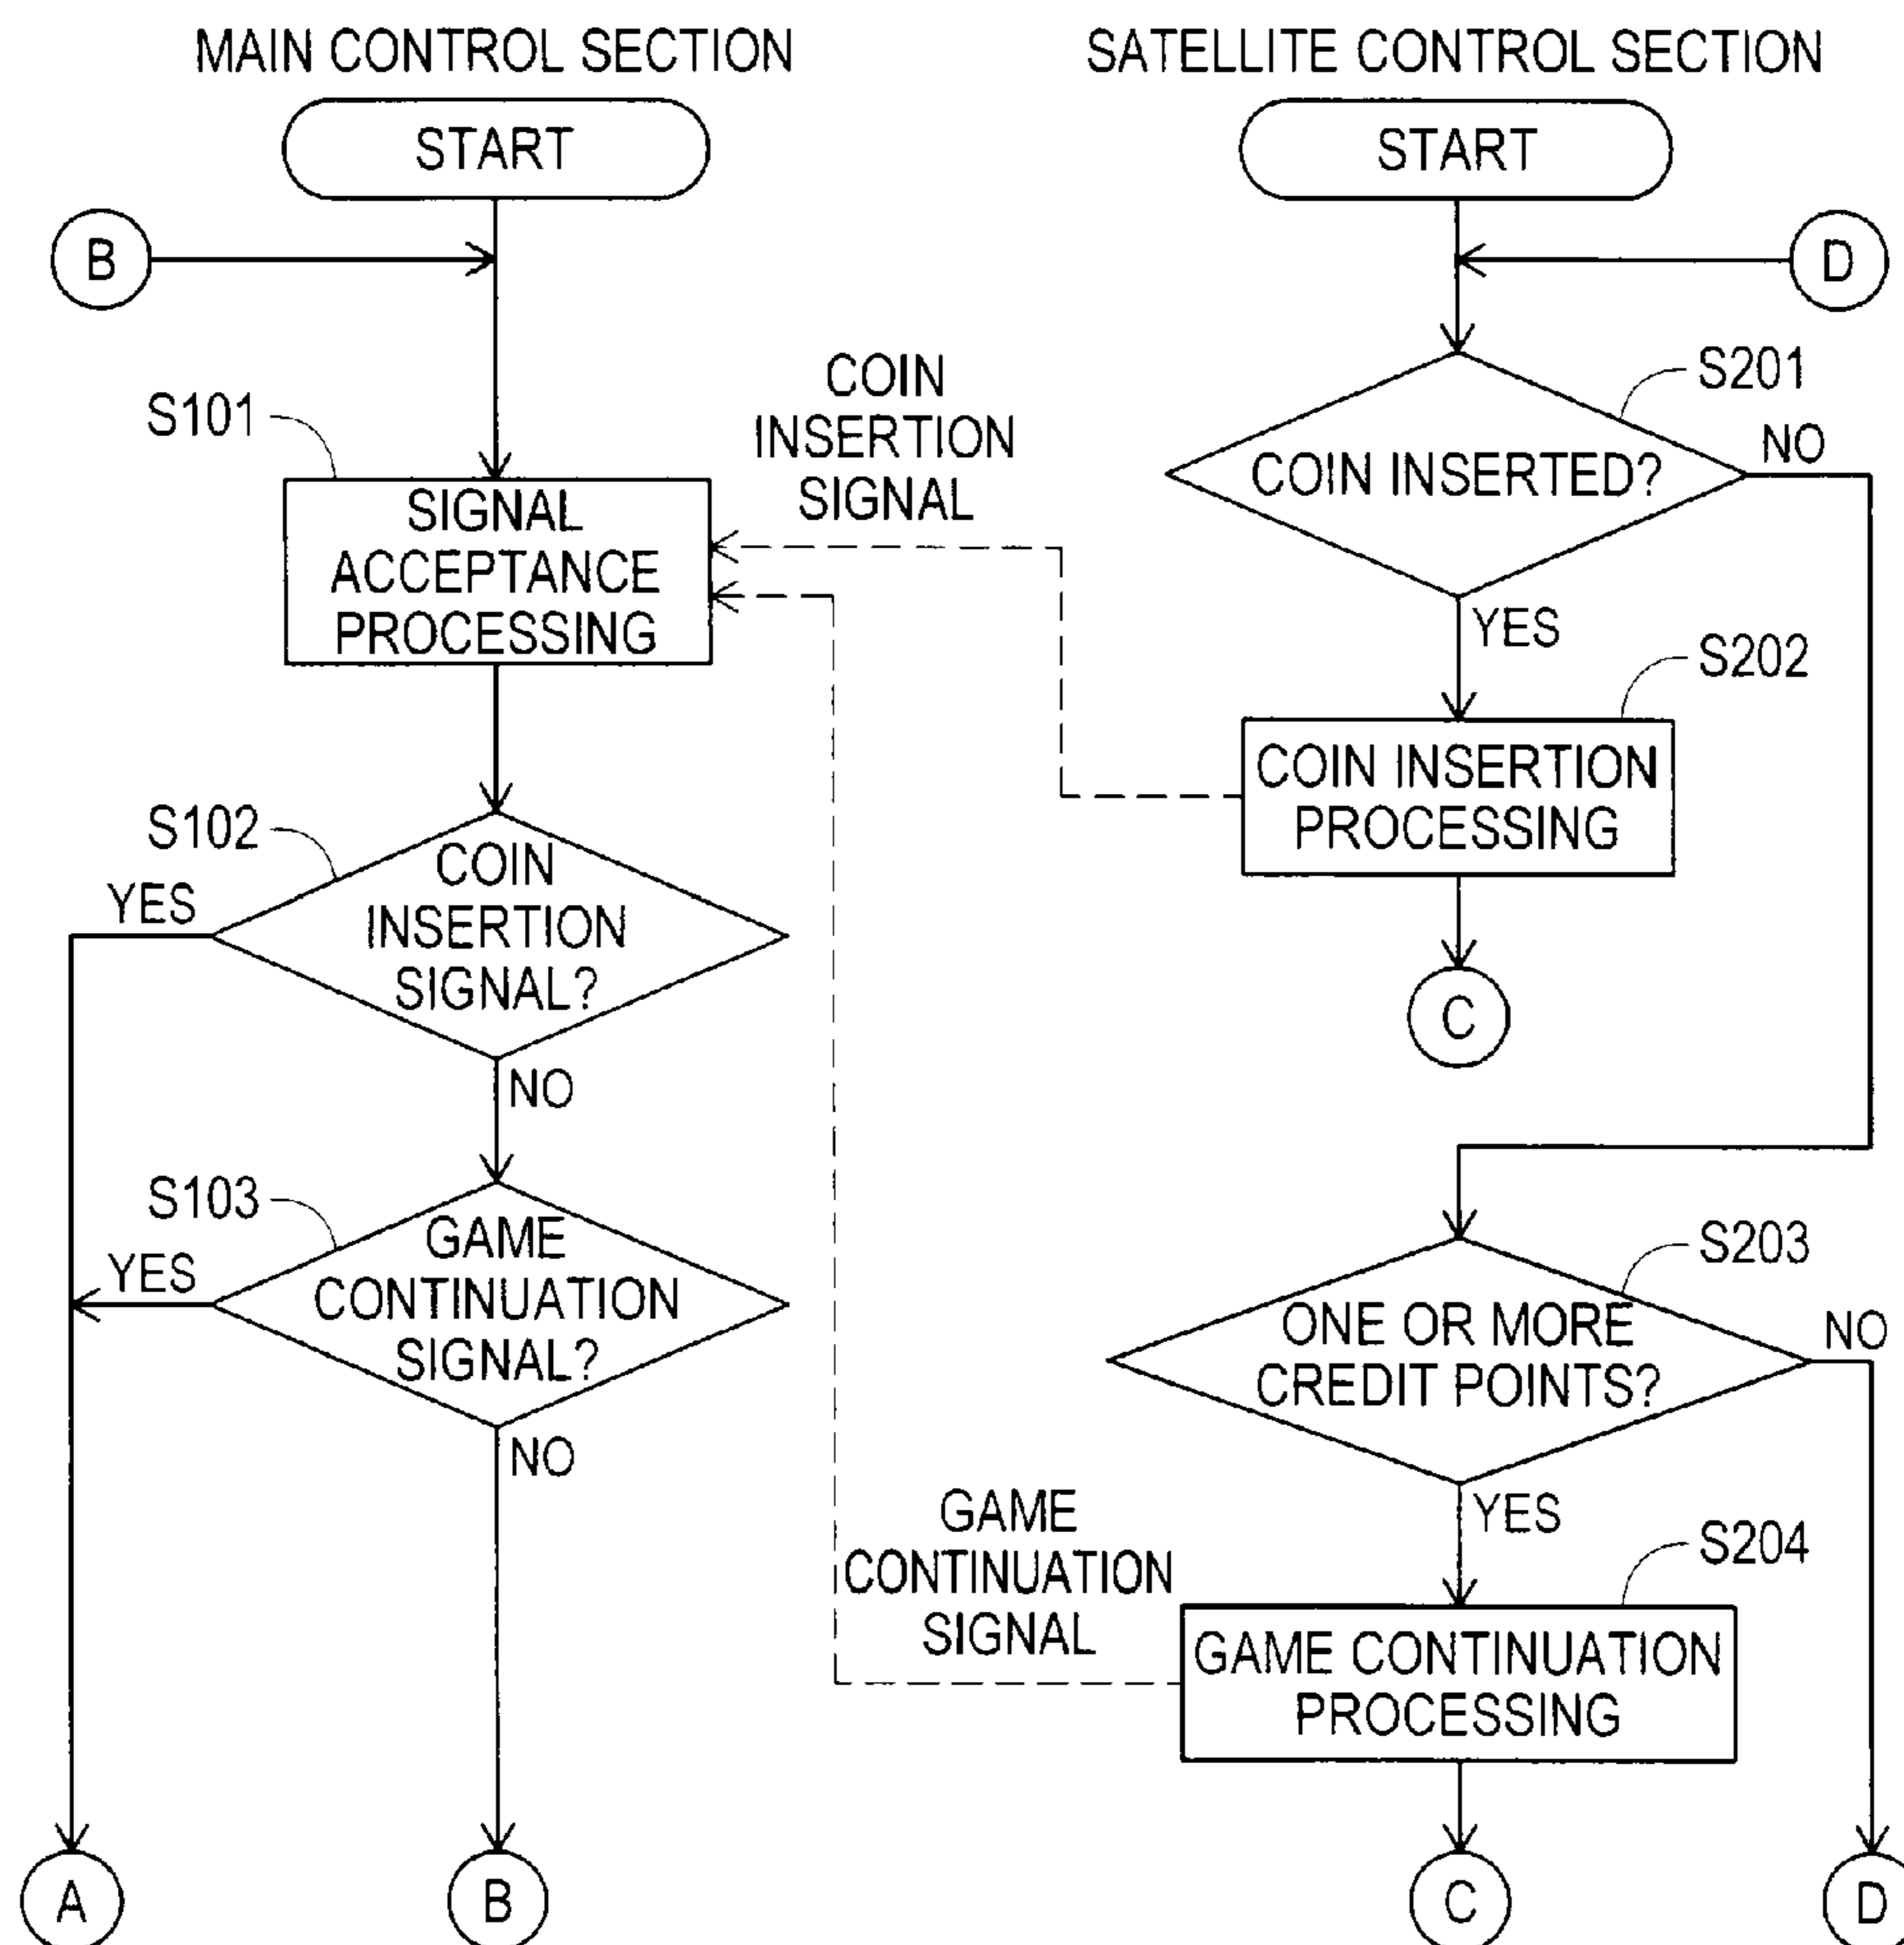 MAIN CONTROL SECTION
START
B
S101
SIGNAL
ACCEPTANCE
PROCESSING
S102
COIN
INSERTION
SIGNAL?
YES
NO
S103
GAME
CONTINUATION
SIGNAL?
YES
NO
A
B
COIN
INSERTION
SIGNAL
GAME
CONTINUATION
SIGNAL
SATELLITE CONTROL SECTION
START
D
S201
COIN INSERTED?
NO
YES
S202
COIN INSERTION
PROCESSING
C
S203
ONE OR MORE
CREDIT POINTS?
NO
YES
S204
GAME CONTINUATION
PROCESSING
C
D